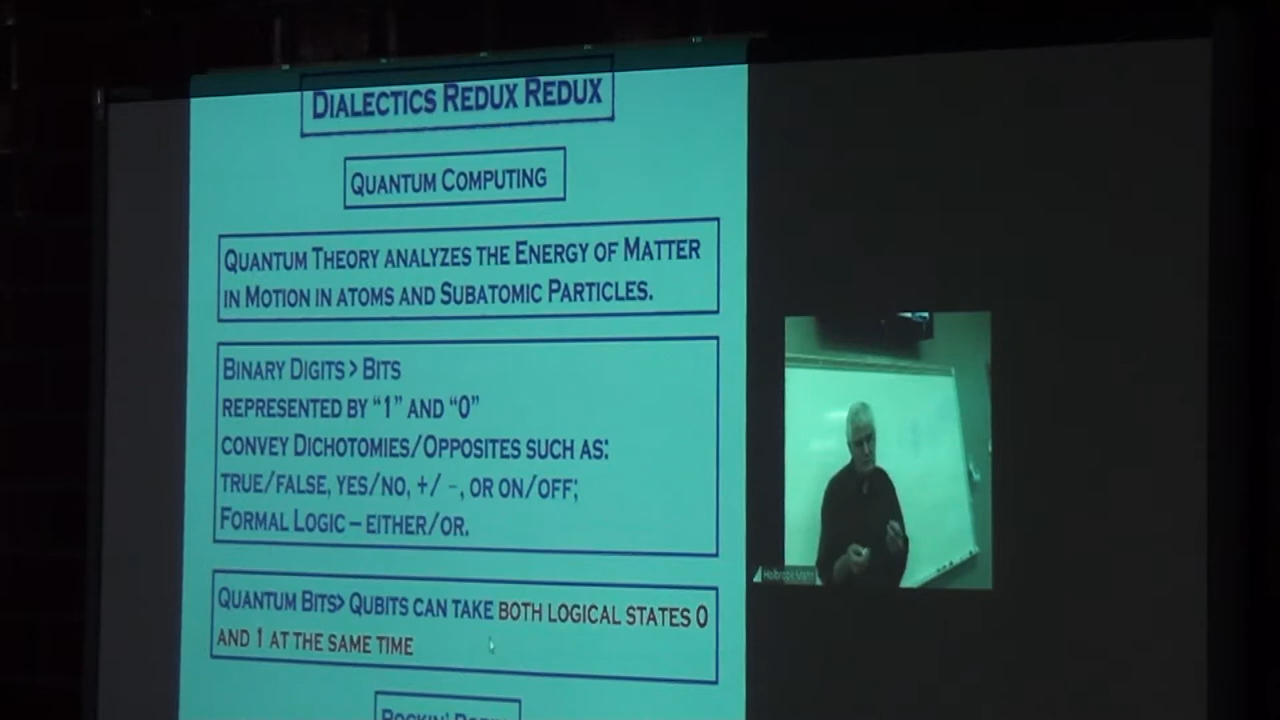 DIALECTICS REDUX REDUX
QUANTUM COMPUTING
QUANTUM THEORY ANALYZES THE ENERGY OF MATTER
IN MOTION IN ATOMS AND SUBATOMIC PARTICLES.
BINARY DIGITS > BITS
REPRESENTED BY “1” AND “0”
CONVEY DICHOTOMIES/OPPOSITES SUCH AS:
TRUE/FALSE, YES/NO, +/ –, OR ON/OFF;
FORMAL LOGIC – EITHER/OR.
QUANTUM BITS> QUBITS CAN TAKE BOTH LOGICAL STATES 0
AND 1 AT THE SAME TIME